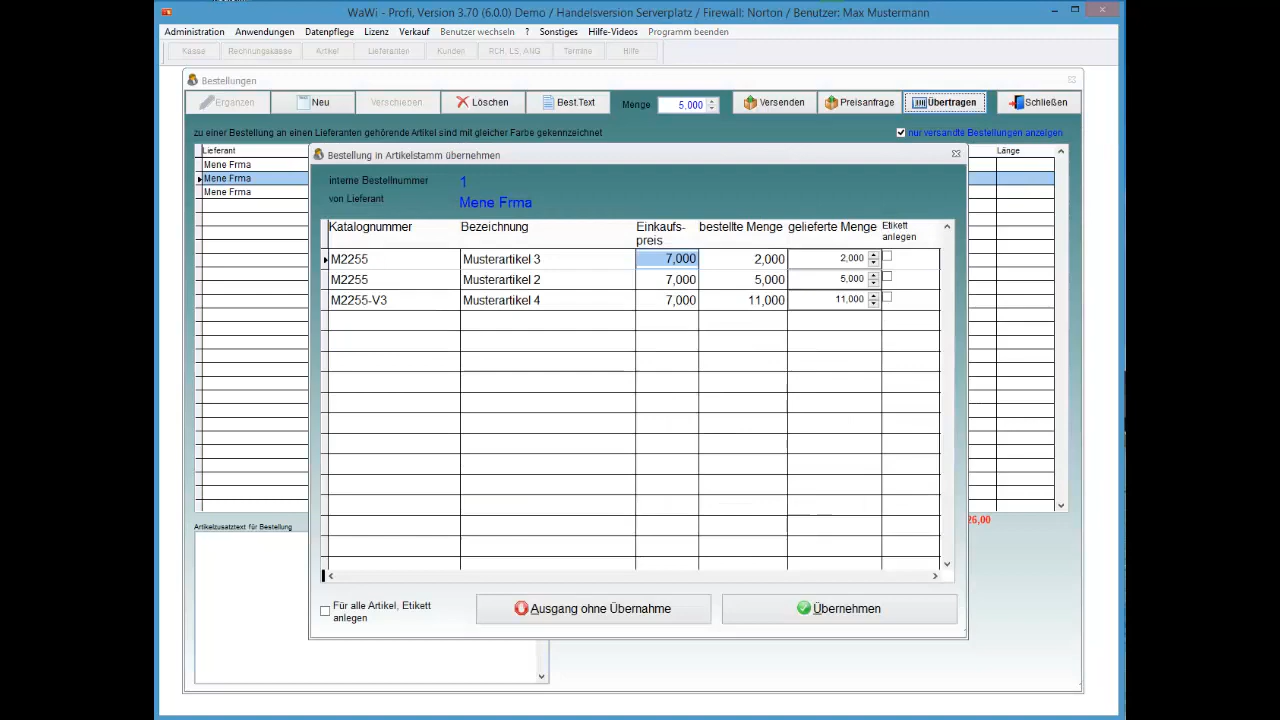 WaWi - Profi, Version 3.70 (6.0.0) Demo / Handelsversion Serverplatz / Firewall: Norton / Benutzer: Max Mustermann
Administration Anwendungen Datenpflege Lizenz Verkauf Benutzer wechseln ? Sonstiges Hilfe-Videos Programm beenden
Kasse Rechnungskasse Artikel Lieferanten Kunden RCH, LS, ANG Termine Hilfe
Bestellungen
Ergänzen Neu Verschieben Löschen Best.Text Menge 5,000 Versenden Preisanfrage Übertragen Schließen
zu einer Bestellung an einen Lieferanten gehörende Artikel sind mit gleicher Farbe gekennzeichnet nur versandte Bestellungen anzeigen
Lieferant Länge
Mene Frma
Mene Frma
Mene Frma
Bestellung in Artikelstamm übernehmen
interne Bestellnummer 1
von Lieferant Mene Frma
Katalognummer Bezeichnung Einkaufs-preis bestellte Menge gelieferte Menge Etikett anlegen
M2255 Musterartikel 3 7,000 2,000 2,000
M2255 Musterartikel 2 7,000 5,000 5,000
M2255-V3 Musterartikel 4 7,000 11,000 11,000
Artikelzusatztext für Bestellung 26,00
Für alle Artikel, Etikett anlegen
Ausgang ohne Übernahme Übernehmen